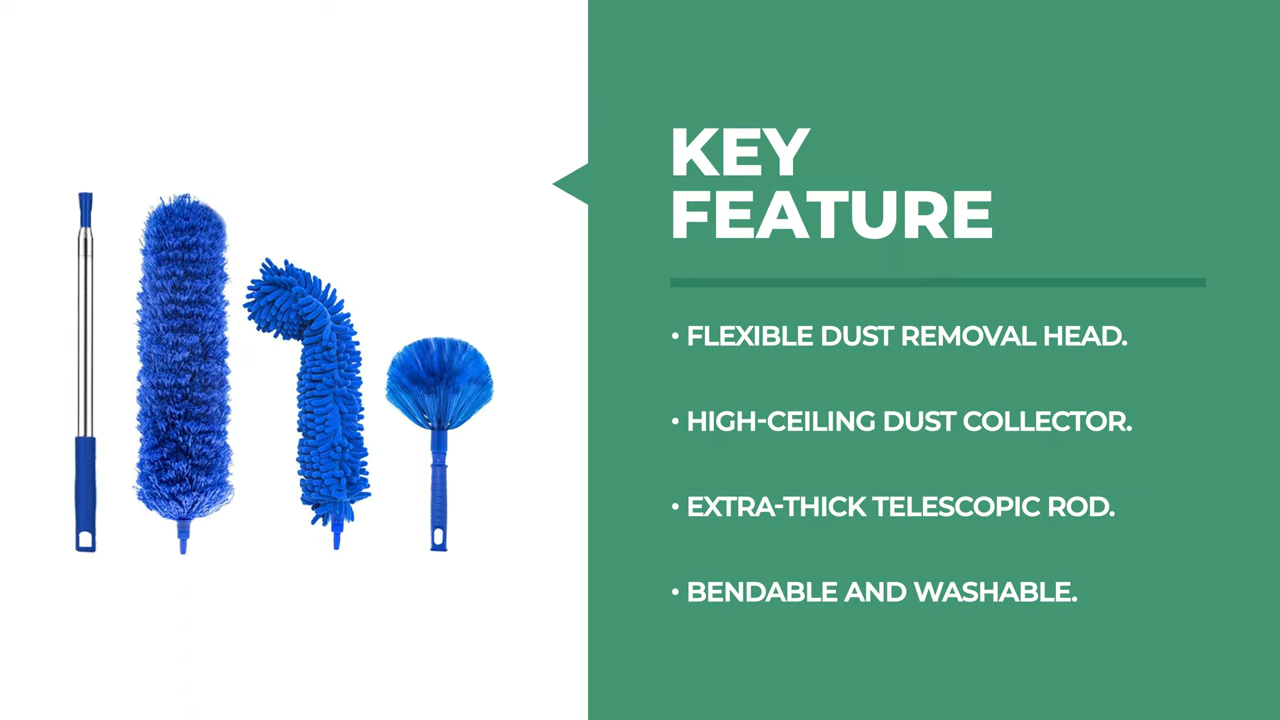 KEY
FEATURE
• FLEXIBLE DUST REMOVAL HEAD.
• HIGH-CEILING DUST COLLECTOR.
• EXTRA-THICK TELESCOPIC ROD.
• BENDABLE AND WASHABLE.